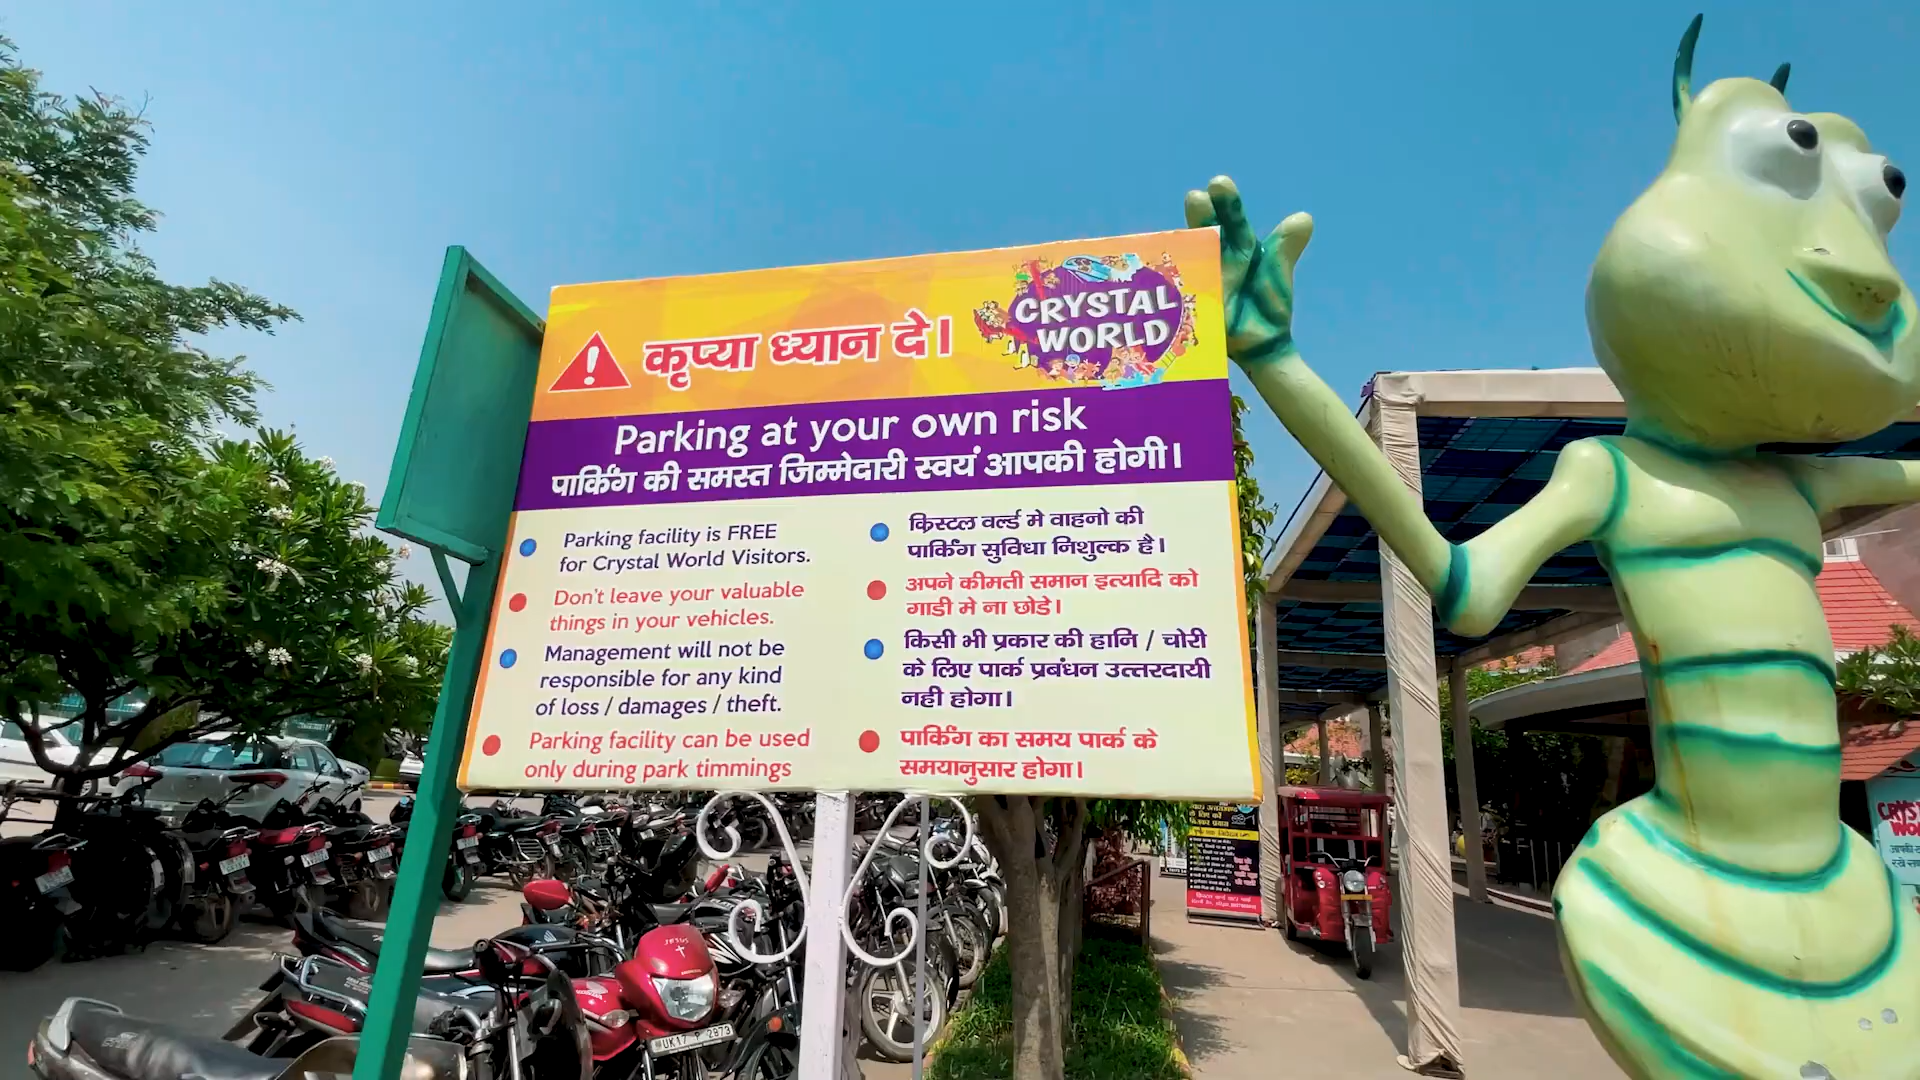 कृप्या ध्यान दे।
CRYSTAL
WORLD
Parking at your own risk
पार्किंग की समस्त जिम्मेदारी स्वयं आपकी होगी।
Parking facility is FREE
for Crystal World Visitors.
Don't leave your valuable
things in your vehicles.
Management will not be
responsible for any kind
of loss / damages / theft.
Parking facility can be used
only during park timmings
क्रिस्टल वर्ल्ड मे वाहनो की
पार्किंग सुविधा निशुल्क है।
अपने कीमती समान इत्यादि को
गाडी मे ना छोडे।
किसी भी प्रकार की हानि / चोरी
के लिए पार्क प्रबंधन उत्तरदायी
नही होगा।
पार्किंग का समय पार्क के
समयानुसार होगा।
JESUS
UK17 P 2873